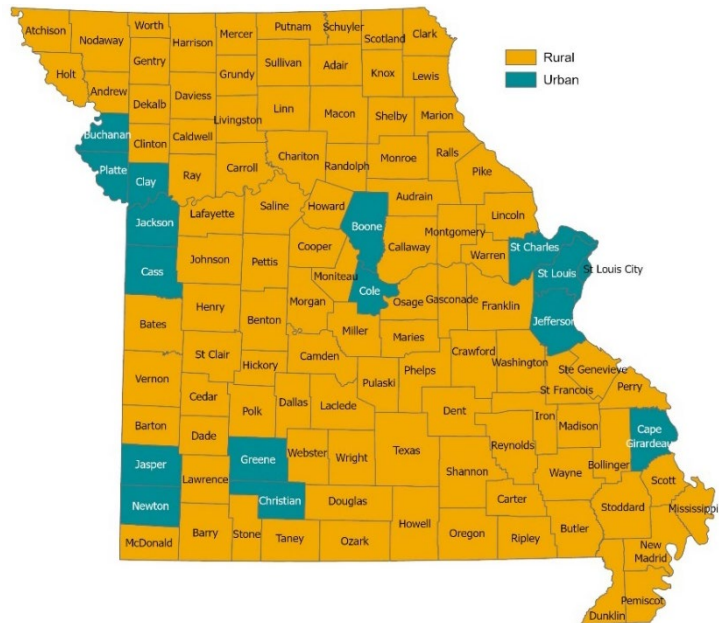 Atchison
Nodaway
Worth
Harrison
Mercer
Putnam
Schuyler
Scotland
Clark
Rural
Urban
Holt
Gentry
Grundy
Sullivan
Adair
Knox
Lewis
Andrew
Dekalb
Daviess
Livingston
Linn
Macon
Shelby
Marion
Buchanan
Clinton
Caldwell
Chariton
Randolph
Monroe
Ralls
Platte
Clay
Ray
Carroll
Pike
Jackson
Lafayette
Saline
Howard
Boone
Audrain
Lincoln
Cass
Johnson
Pettis
Cooper
Callaway
Montgomery
Warren
St Charles
St Louis
St Louis City
Moniteau
Cole
Osage
Gasconade
Franklin
Jefferson
Bates
Henry
Benton
Morgan
Miller
Maries
Crawford
Washington
Ste Genevieve
St Francois
Perry
Vernon
St Clair
Hickory
Camden
Pulaski
Phelps
Cedar
Polk
Dallas
Laclede
Dent
Iron
Madison
Cape
Girardeau
Barton
Dade
Greene
Webster
Wright
Texas
Reynolds
Bollinger
Jasper
Lawrence
Shannon
Wayne
Scott
Newton
Christian
Douglas
Carter
Stoddard
Mississippi
McDonald
Barry
Stone
Taney
Ozark
Howell
Oregon
Ripley
Butler
New
Madrid
Dunklin
Pemiscot